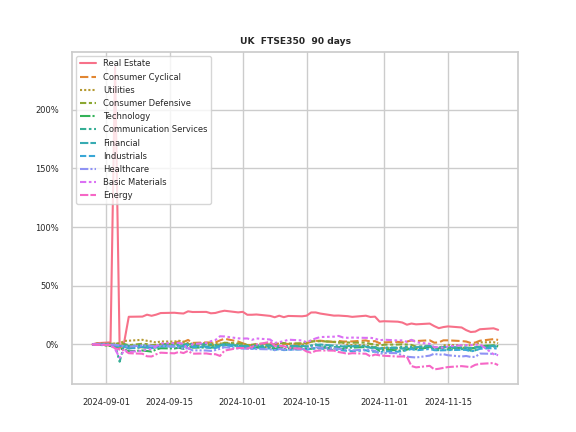 UK FTSE350 90 days
Real Estate
Consumer Cyclical
Utilities
Consumer Defensive
Technology
Communication Services
Financial
Industrials
Healthcare
Basic Materials
Energy
200%
150%
100%
50%
0%
2024-09-01 2024-09-15 2024-10-01 2024-10-15 2024-11-01 2024-11-15